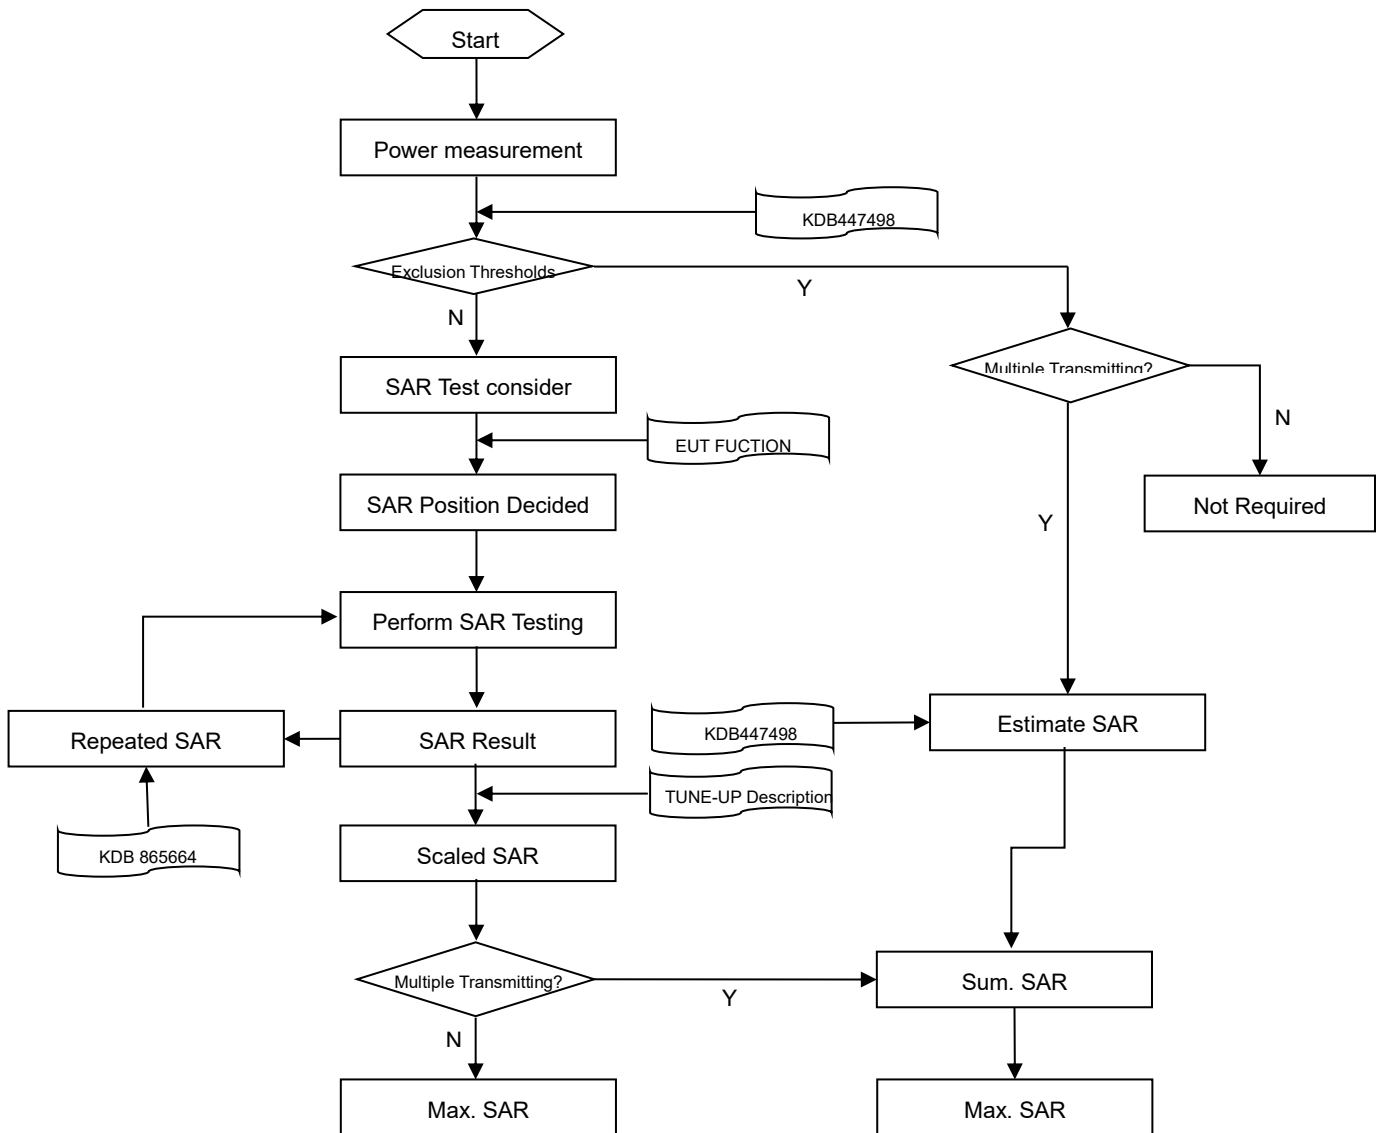 Start
Power measurement
KDB447498
Exclusion Thresholds
Y
N
Multiple Transmitting?
SAR Test consider
N
EUT FUCTION
SAR Position Decided
Not Required
Y
Perform SAR Testing
Repeated SAR
SAR Result
KDB447498
Estimate SAR
TUNE-UP Description
KDB 865664
Scaled SAR
Multiple Transmitting?
Y
Sum. SAR
N
Max. SAR
Max. SAR